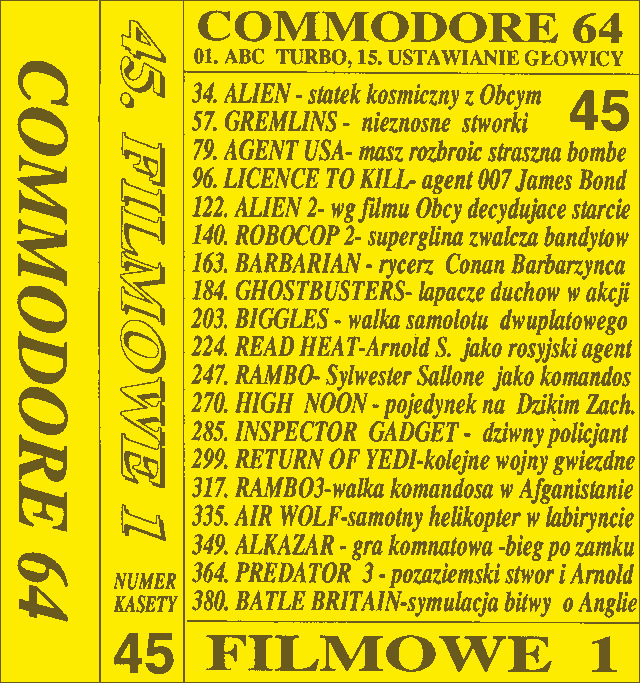 COMMODORE 64
45. FILMOWE 1
NUMER
KASETY
45
COMMODORE 64
01. ABC TURBO, 15. USTAWIANIE GŁOWICY
45
34. ALIEN - statek kosmiczny z Obcym
57. GREMLINS - nieznosne stworki
79. AGENT USA- masz rozbroic straszna bombe
96. LICENCE TO KILL- agent 007 James Bond
122. ALIEN 2- wg filmu Obcy decydujace starcie
140. ROBOCOP 2- superglina zwalcza bandytow
163. BARBARIAN - rycerz Conan Barbarzynca
184. GHOSTBUSTERS- lapacze duchow w akcji
203. BIGGLES - walka samolotu dwuplatowego
224. READ HEAT-Arnold S. jako rosyjski agent
247. RAMBO- Sylwester Sallone jako komandos
270. HIGH NOON - pojedynek na Dzikim Zach.
285. INSPECTOR GADGET - dziwny policjant
299. RETURN OF YEDI-kolejne wojny gwiezdne
317. RAMBO3-walka komandosa w Afganistanie
335. AIR WOLF-samotny helikopter w labiryncie
349. ALKAZAR - gra komnatowa -bieg po zamku
364. PREDATOR 3 - pozaziemski stwor i Arnold
380. BATLE BRITAIN-symulacja bitwy o Anglie
FILMOWE 1